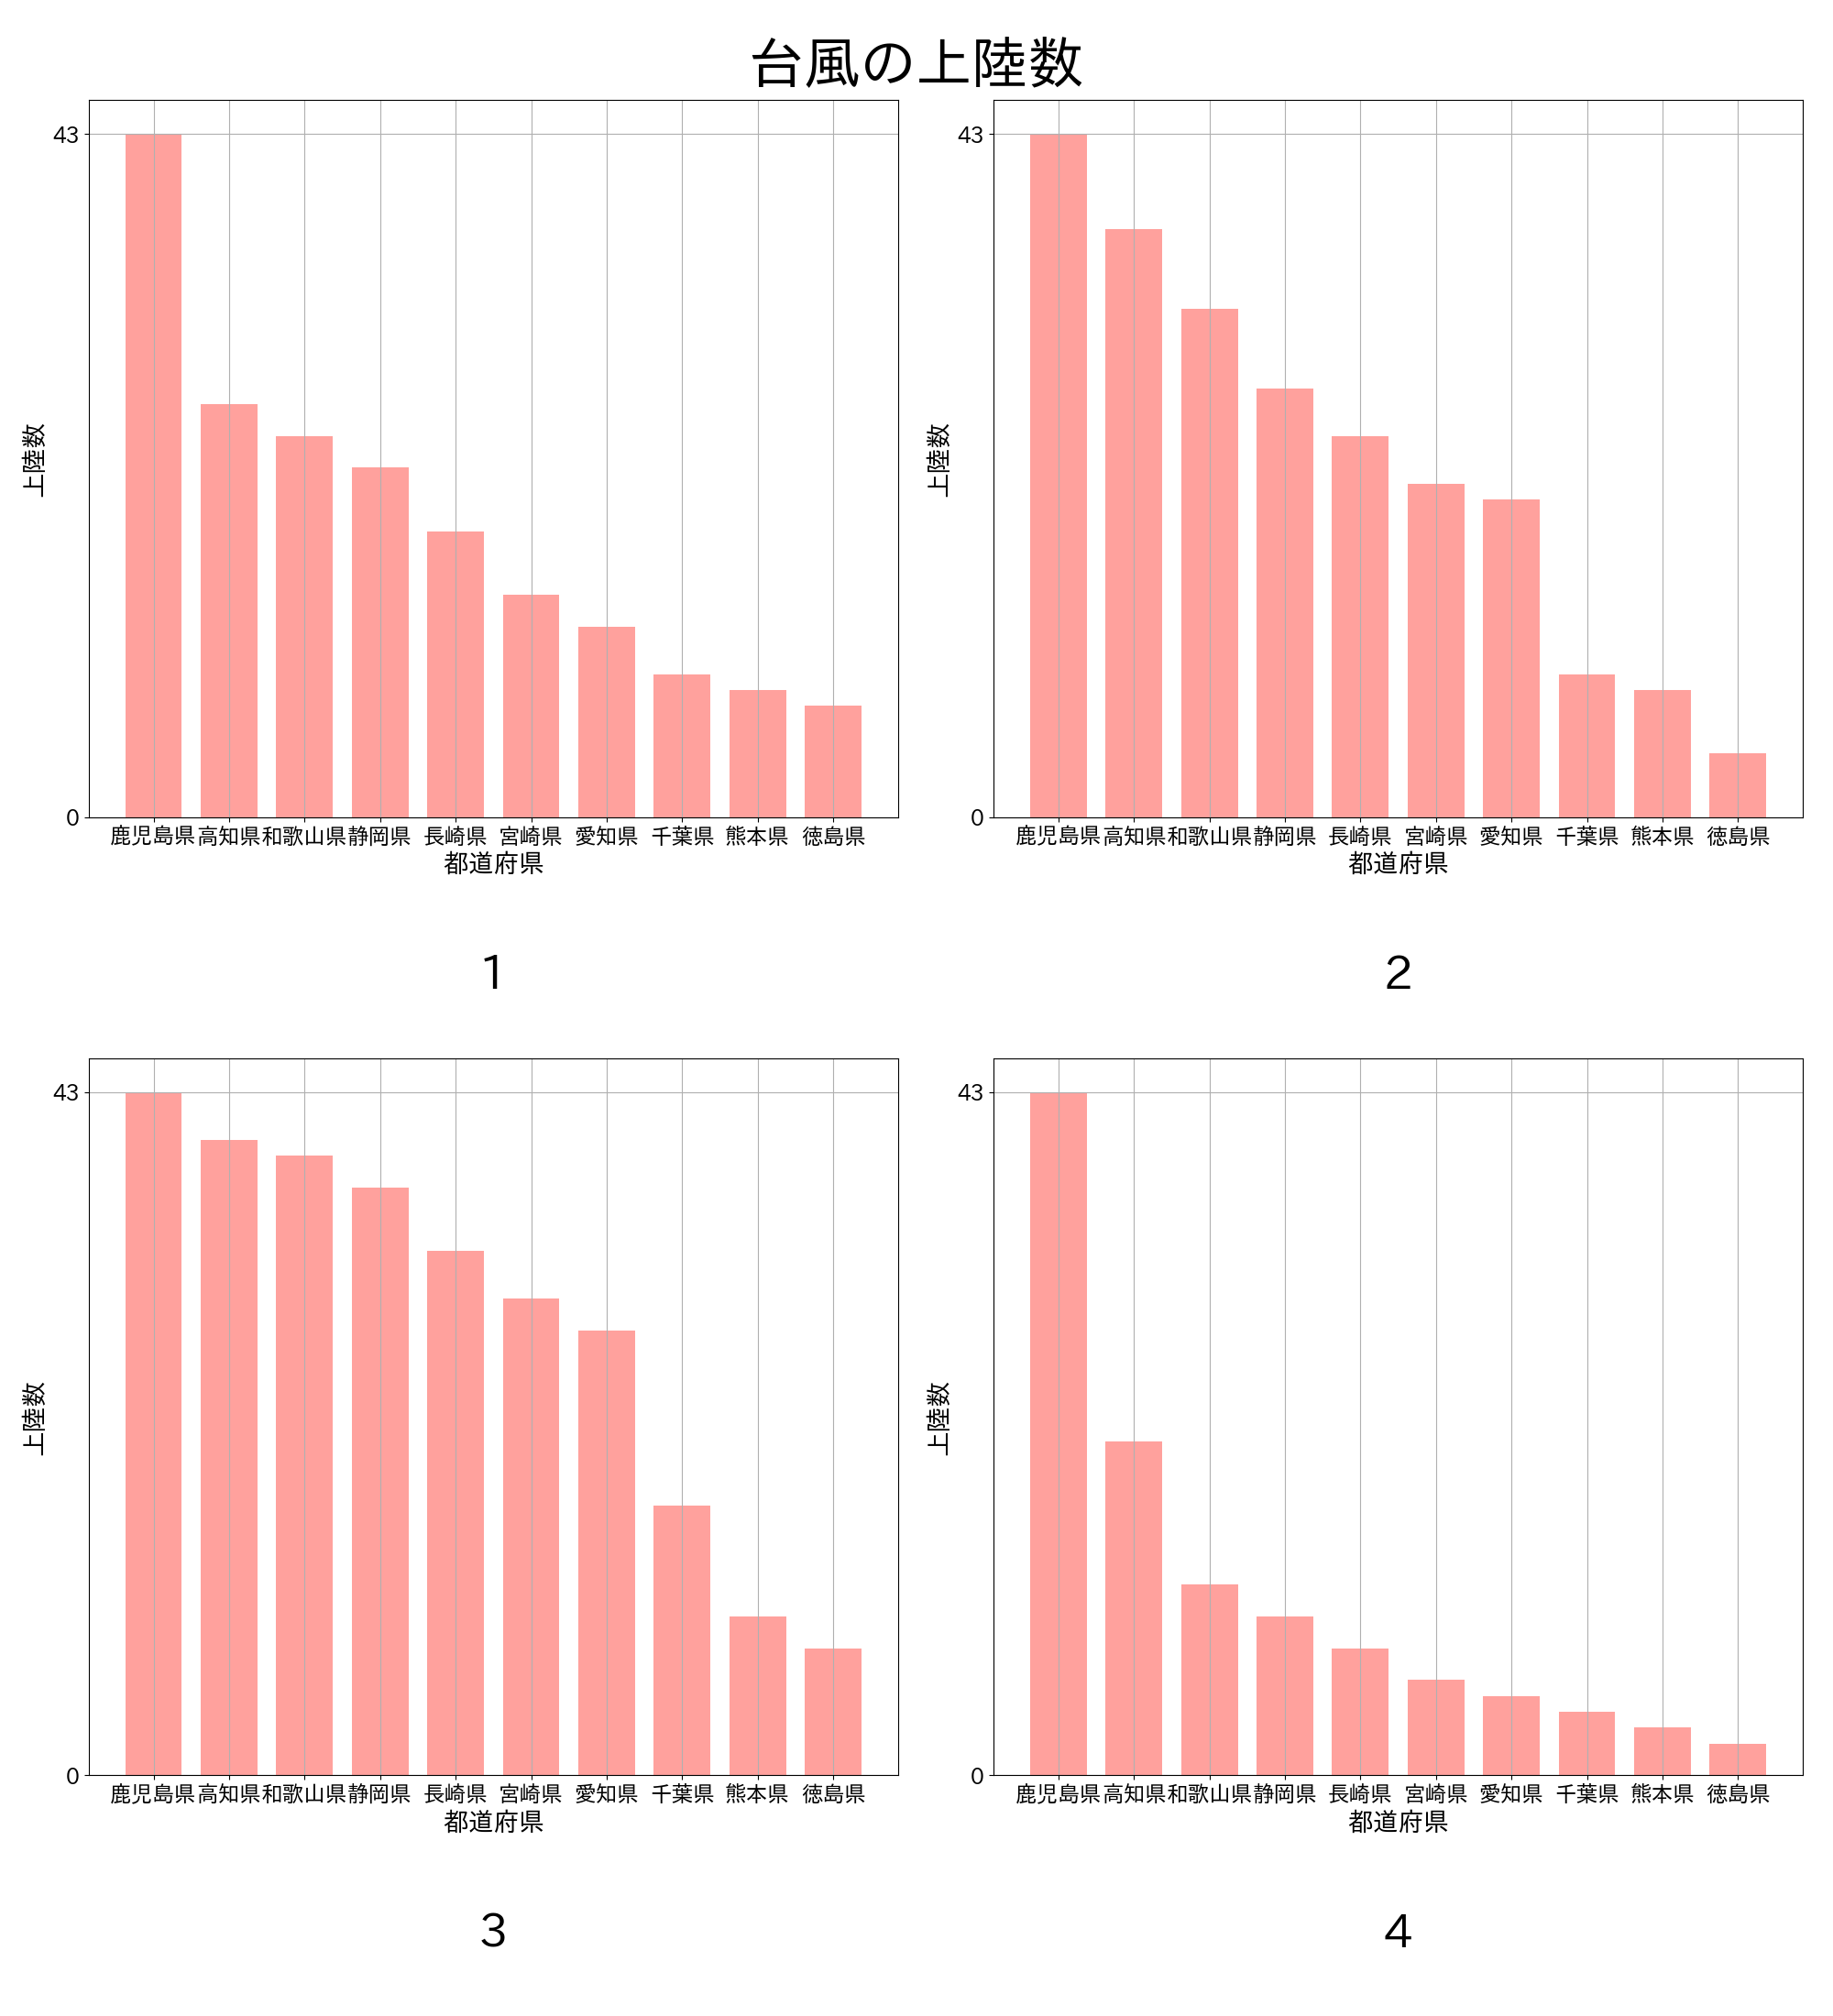 台風の上陸数
43
0
上陸数
鹿児島県 高知県 和歌山県 静岡県 長崎県 宮崎県 愛知県 千葉県 熊本県 徳島県
都道府県
1
43
0
上陸数
鹿児島県 高知県 和歌山県 静岡県 長崎県 宮崎県 愛知県 千葉県 熊本県 徳島県
都道府県
2
43
0
上陸数
鹿児島県 高知県 和歌山県 静岡県 長崎県 宮崎県 愛知県 千葉県 熊本県 徳島県
都道府県
3
43
0
上陸数
鹿児島県 高知県 和歌山県 静岡県 長崎県 宮崎県 愛知県 千葉県 熊本県 徳島県
都道府県
4